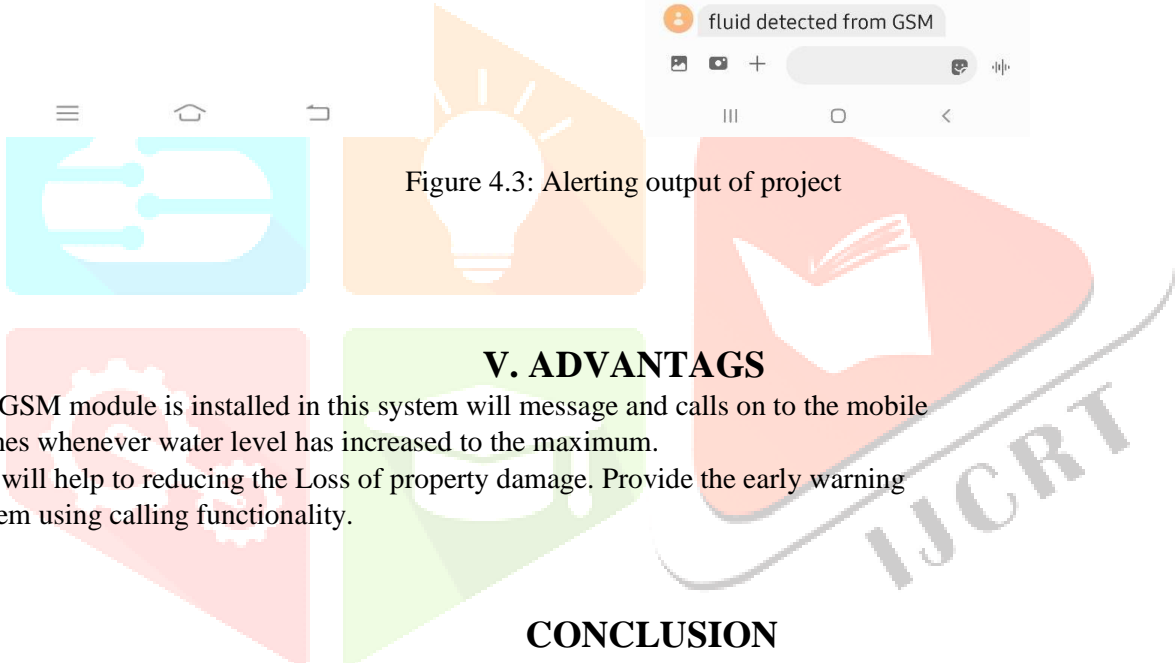 fluid detected from GSM
Figure 4.3: Alerting output of project
V. ADVANTAGS
GSM module is installed in this system will message and calls on to the mobile
whenever water level has increased to the maximum.
will help to reducing the Loss of property damage. Provide the early warning
using calling functionality.
IJCRT
CONCLUSION